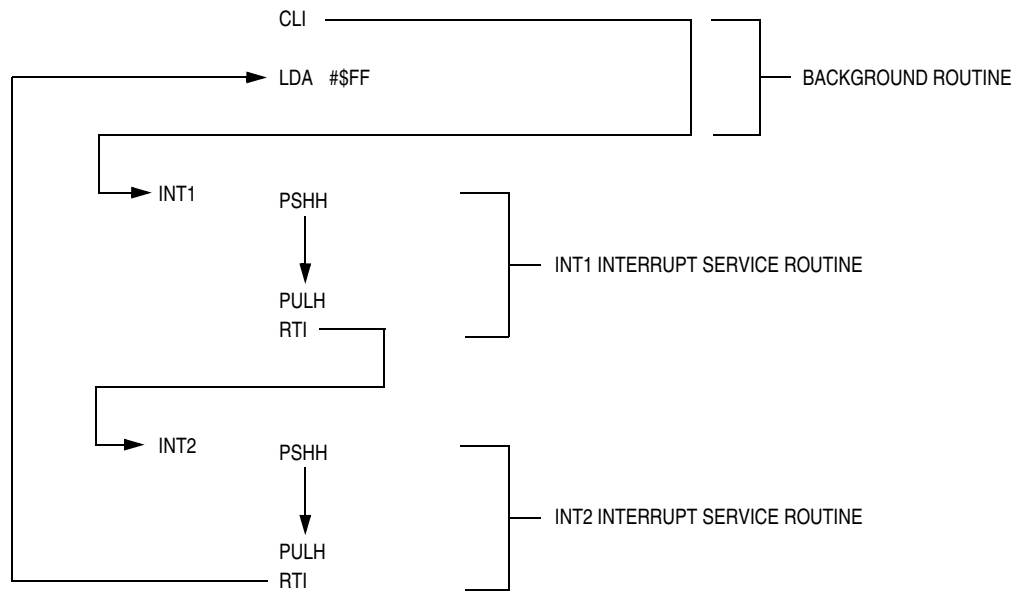 CLI
LDA #$FF
BACKGROUND ROUTINE
INT1
PSHH
INT1 INTERRUPT SERVICE ROUTINE
PULH
RTI
INT2
PSHH
INT2 INTERRUPT SERVICE ROUTINE
PULH
RTI